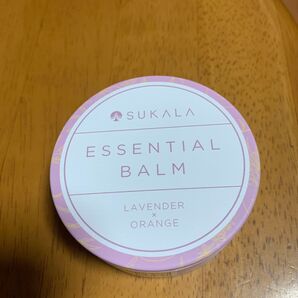 SUKALA
ESSENTIAL
BALM
LAVENDER
×
ORANGE